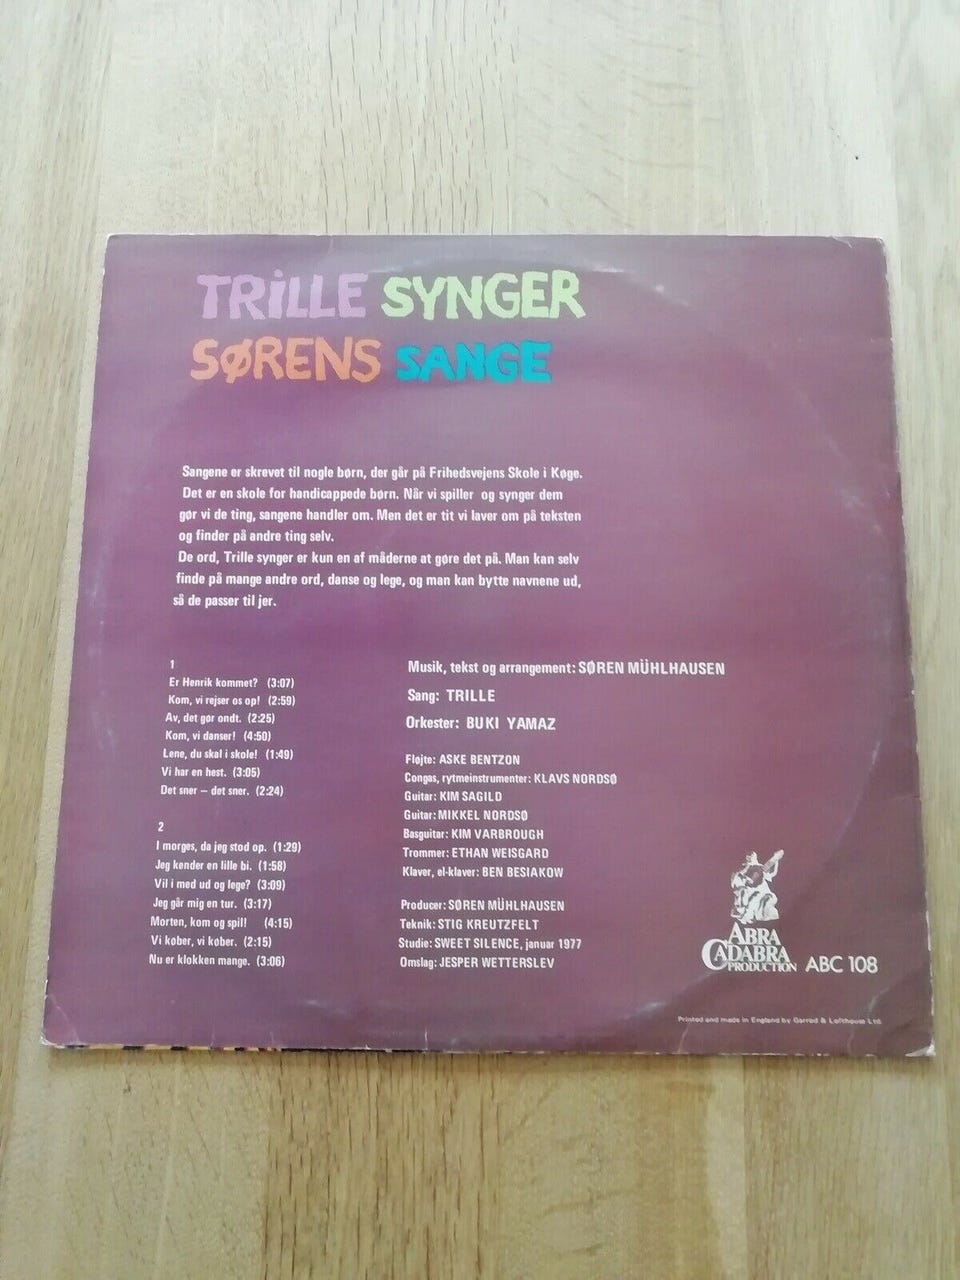 TRILLE SYNGER
SØRENS SANGE
Sangene er skrevet til nogle børn, der går på Frihedsvejens Skole i Køge.
Det er en skole for handicappede børn. Når vi spiller og synger dem
gør vi de ting, sangene handler om. Men det er tit vi laver om på teksten
og finder på andre ting selv.
De ord, Trille synger er kun en af måderne at gøre det på. Man kan selv
finde på mange andre ord, danse og lege, og man kan bytte navnene ud,
så de passer til jer.
1
Er Henrik kommet? (3:07)
Kom, vi rejser os op! (2:59)
Av, det gør ondt. (2:25)
Kom, vi danser! (4:50)
Lene, du skal i skole! (1:49)
Vi har en hest. (3:05)
Det sner – det sner. (2:24)
2
I morges, da jeg stod op. (1:29)
Jeg kender en lille bi. (1:58)
Vil i med ud og lege? (3:09)
Jeg går mig en tur. (3:17)
Morten, kom og spil! (4:15)
Vi køber, vi køber. (2:15)
Nu er klokken mange. (3:06)
Musik, tekst og arrangement: SØREN MÜHLHAUSEN
Sang: TRILLE
Orkester: BUKI YAMAZ
Fløjte: ASKE BENTZON
Congas, rytmeinstrumenter: KLAVS NORDSØ
Guitar: KIM SAGILD
Guitar: MIKKEL NORDSØ
Basguitar: KIM VARBROUGH
Trommer: ETHAN WEISGARD
Klaver, el-klaver: BEN BESIAKOW
Producer: SØREN MÜHLHAUSEN
Teknik: STIG KREUTZFELT
Studie: SWEET SILENCE, januar 1977
Omslag: JESPER WETTERSLEV
ABRA
CADABRA
PRODUCTION ABC 108
Printed and made in England by Garrod & Lofthouse Ltd.